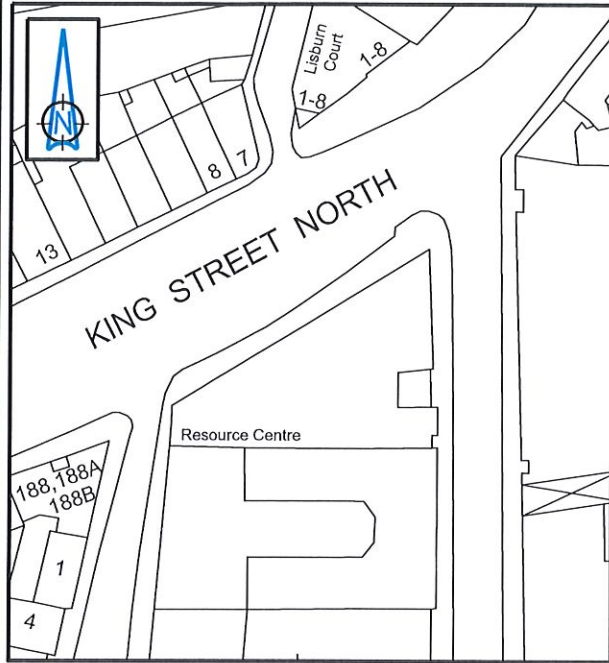 N
Lisburn
Court
1-8
1-8
8
7
13
KING STREET NORTH
Resource Centre
188,188A
188B
1
4